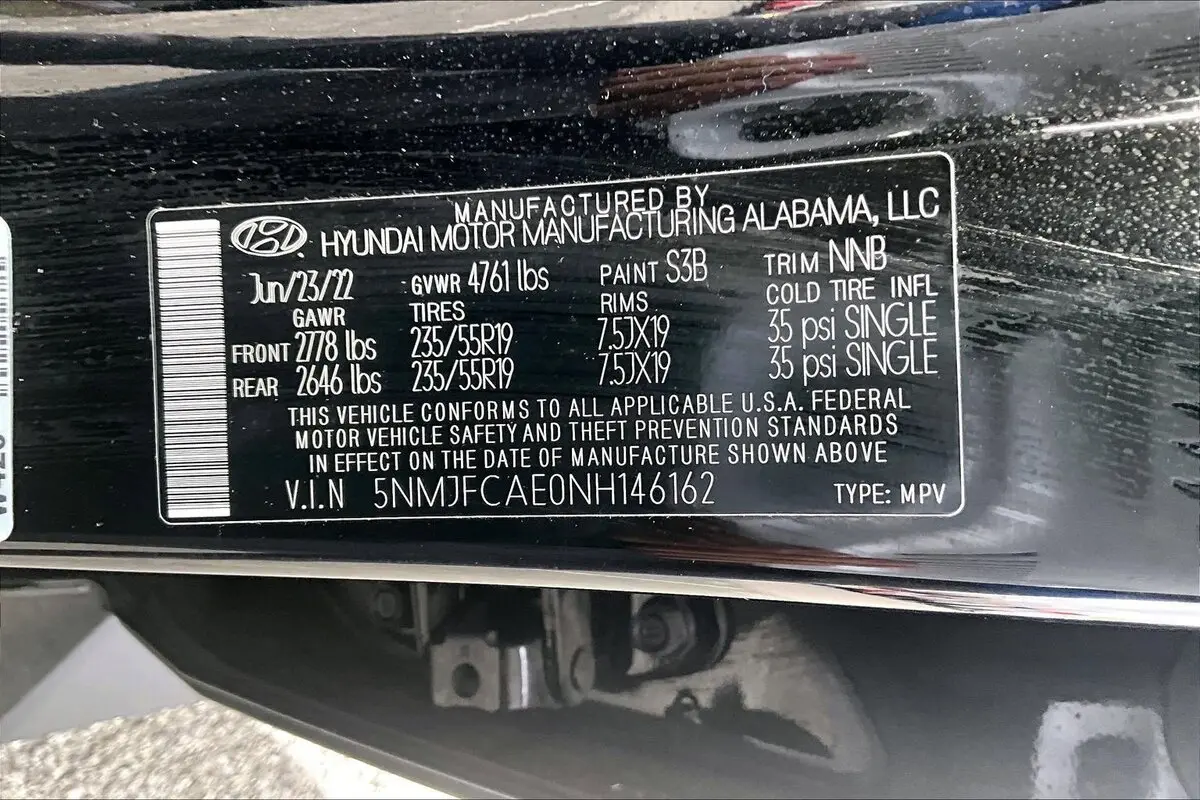 MANUFACTURED BY
HYUNDAI MOTOR MANUFACTURING ALABAMA, LLC
Jun/23/22 GVWR 4761 lbs PAINT S3B TRIM NNB
GAWR TIRES RIMS COLD TIRE INFL
FRONT 2778 lbs 235/55R19 7.5JX19 35 psi SINGLE
REAR 2646 lbs 235/55R19 7.5JX19 35 psi SINGLE
THIS VEHICLE CONFORMS TO ALL APPLICABLE U.S.A. FEDERAL
MOTOR VEHICLE SAFETY AND THEFT PREVENTION STANDARDS
IN EFFECT ON THE DATE OF MANUFACTURE SHOWN ABOVE
V.I.N 5NMJFCAE0NH146162 TYPE: MPV